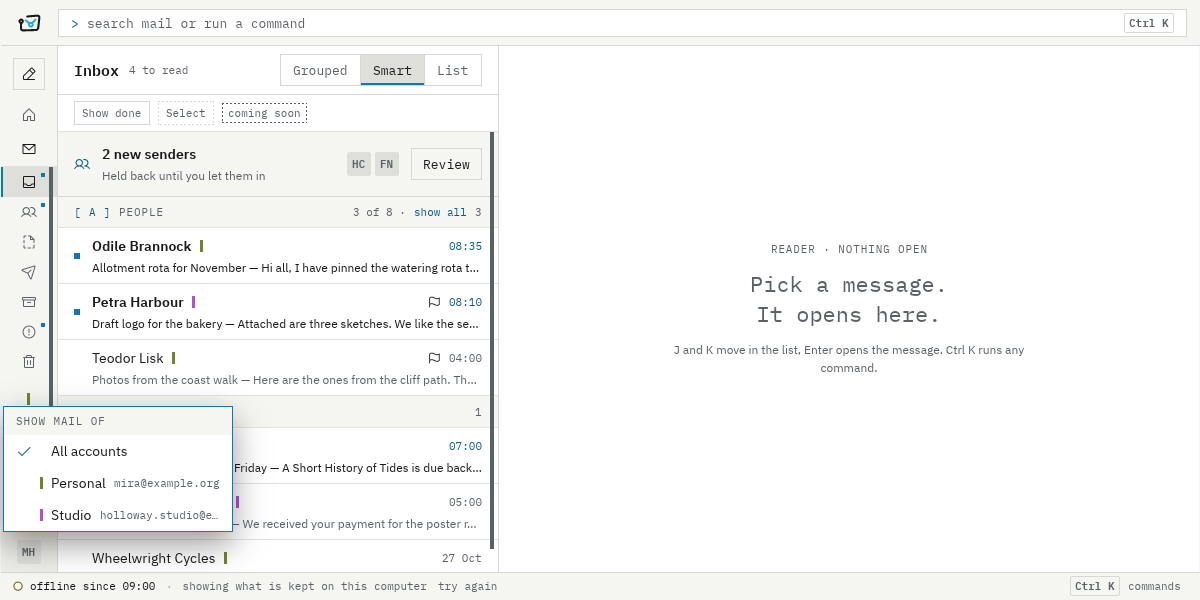 > search mail or run a command
Ctrl K
Inbox 4 to read
Grouped Smart List
Show done Select coming soon
2 new senders
Held back until you let them in
HC FN Review
[ A ] PEOPLE 3 of 8 · show all 3
Odile Brannock 08:35
Allotment rota for November — Hi all, I have pinned the watering rota t…
Petra Harbour 08:10
Draft logo for the bakery — Attached are three sketches. We like the se…
Teodor Lisk 04:00
Photos from the coast walk — Here are the ones from the cliff path. Th…
1
07:00
Friday — A Short History of Tides is due back…
05:00
— We received your payment for the poster r…
Wheelwright Cycles 27 Oct
SHOW MAIL OF
All accounts
Personal mira@example.org
Studio holloway.studio@e…
MH
READER · NOTHING OPEN
Pick a message.
It opens here.
J and K move in the list, Enter opens the message. Ctrl K runs any
command.
offline since 09:00 · showing what is kept on this computer try again
Ctrl K commands